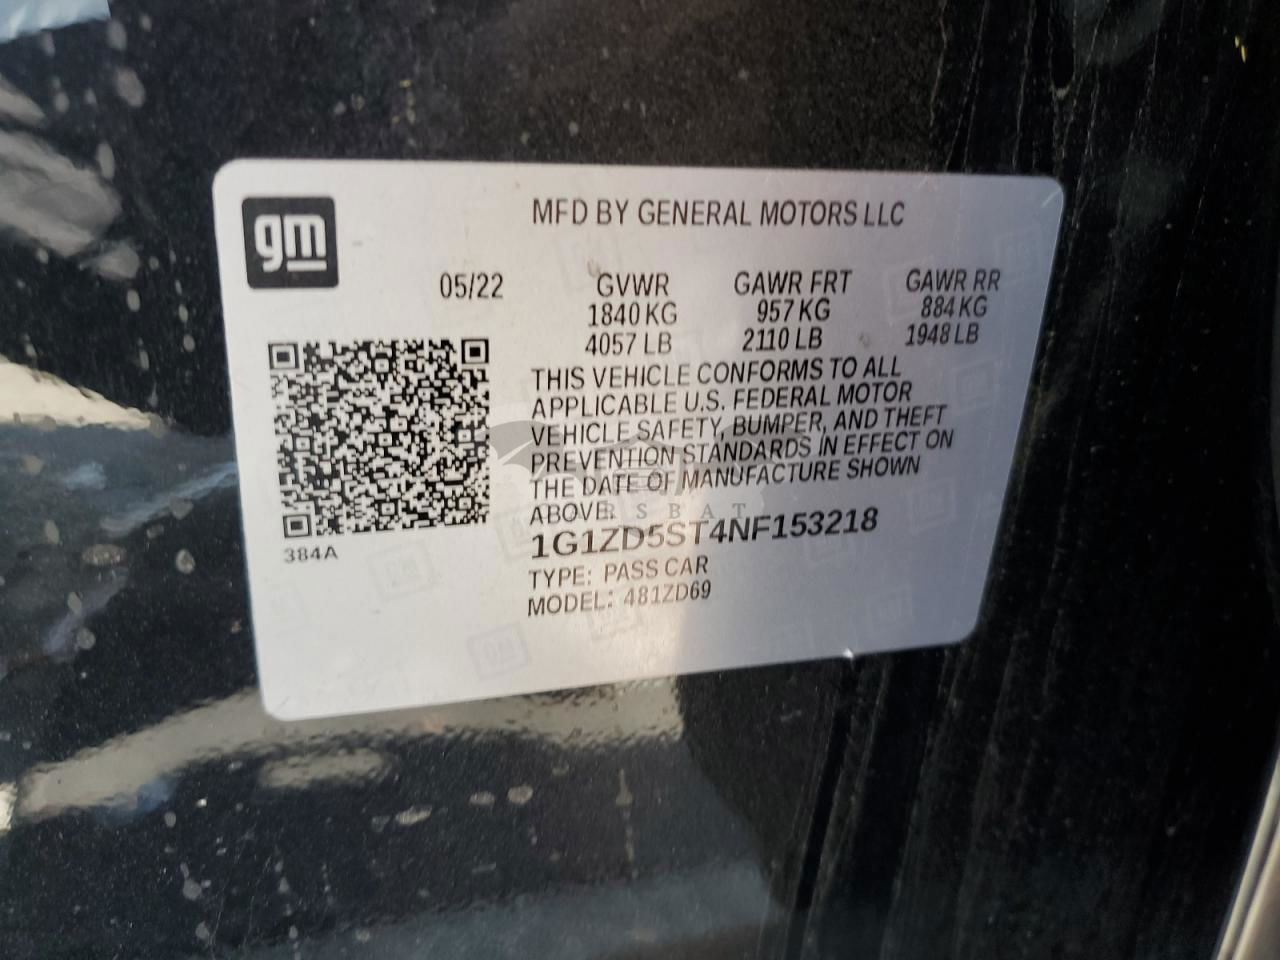 gm
MFD BY GENERAL MOTORS LLC
05/22 GVWR GAWR FRT GAWR RR
1840 KG 957 KG 884 KG
4057 LB 2110 LB 1948 LB
THIS VEHICLE CONFORMS TO ALL
APPLICABLE U.S. FEDERAL MOTOR
VEHICLE SAFETY, BUMPER, AND THEFT
PREVENTION STANDARDS IN EFFECT ON
THE DATE OF MANUFACTURE SHOWN
ABOVE.
1G1ZD5ST4NF153218
TYPE: PASS CAR
MODEL: 481ZD69
384A